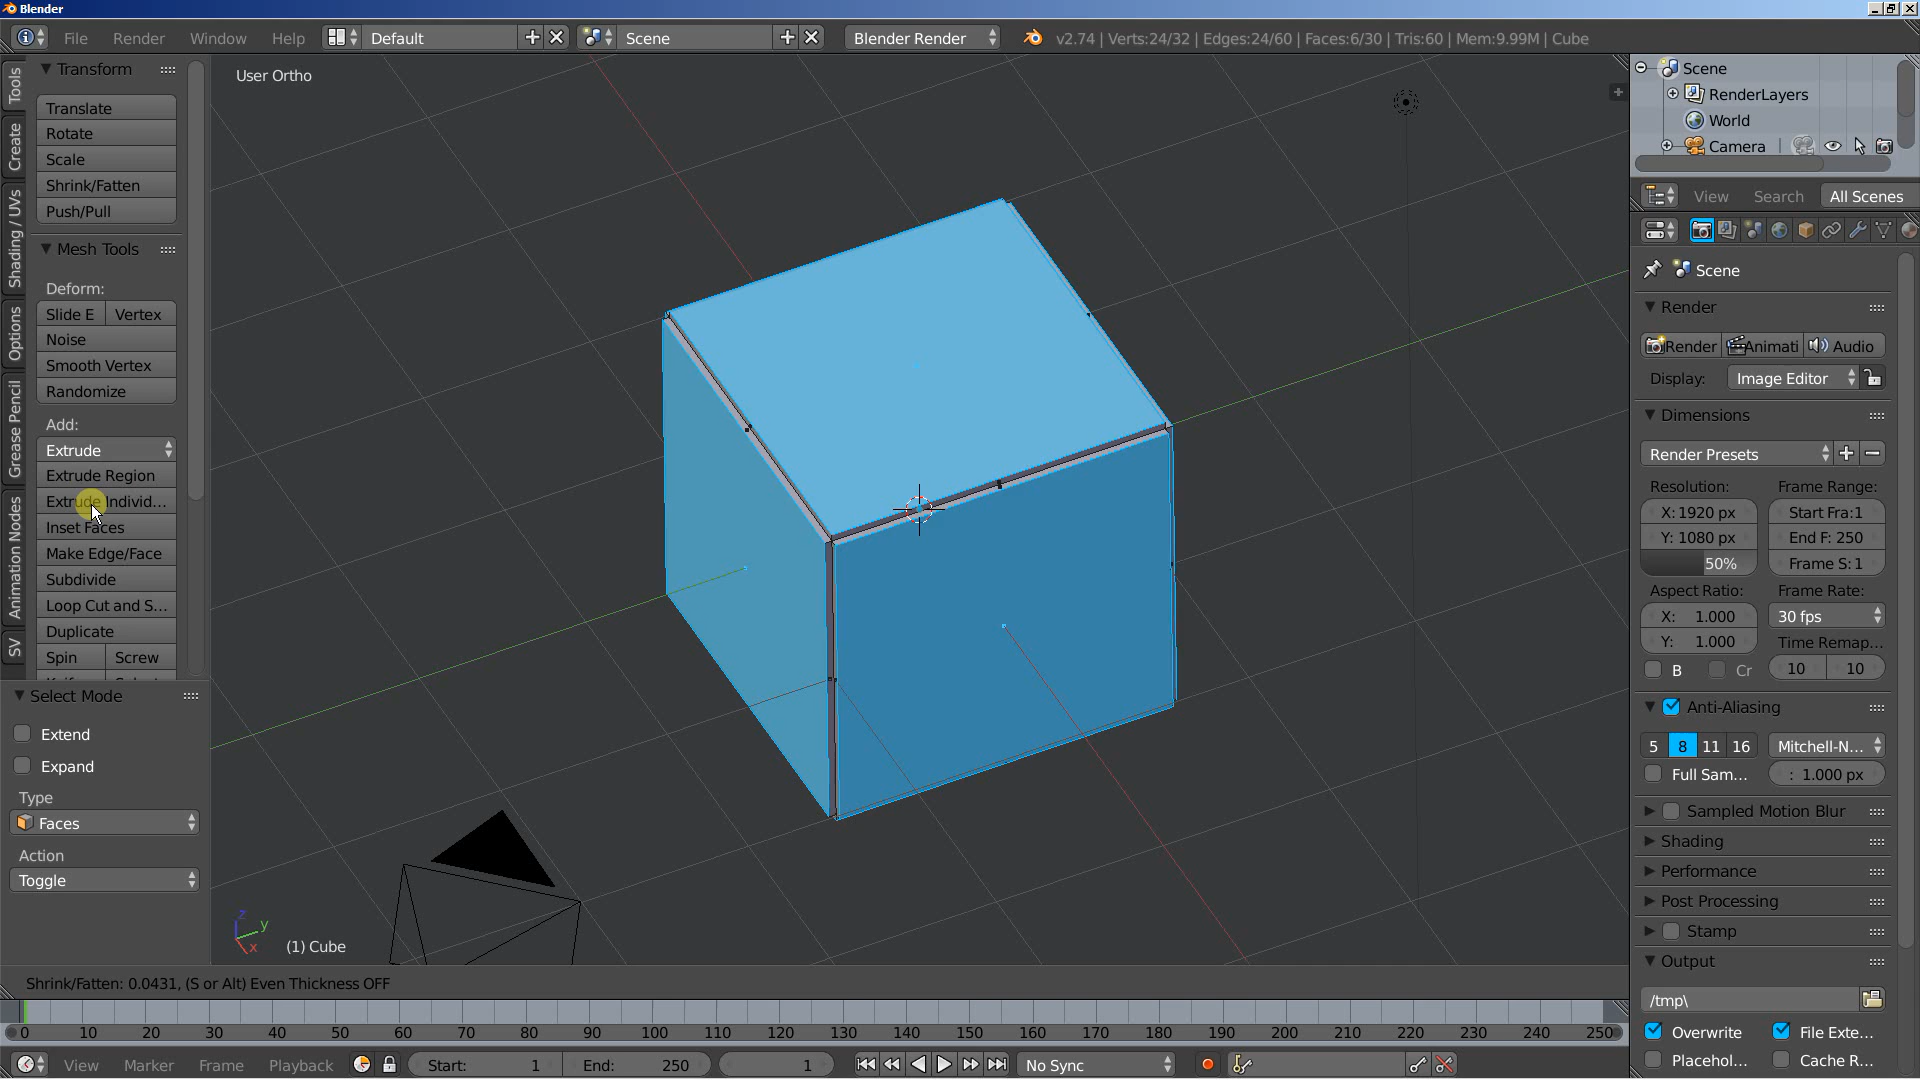 Blender
File Render Window Help Default Scene Blender Render v2.74 | Verts:24/32 | Edges:24/60 | Faces:6/30 | Tris:60 | Mem:9.99M | Cube
Tools
Create
Shading / UVs
Options
Grease Pencil
Animation Nodes
SV
Transform
Translate
Rotate
Scale
Shrink/Fatten
Push/Pull
Mesh Tools
Deform:
Slide E Vertex
Noise
Smooth Vertex
Randomize
Add:
Extrude
Extrude Region
Extrude Individ...
Inset Faces
Make Edge/Face
Subdivide
Loop Cut and S...
Duplicate
Spin Screw
Select Mode
Extend
Expand
Type
Faces
Action
Toggle
User Ortho
z
y
x
(1) Cube
Shrink/Fatten: 0.0431, (S or Alt) Even Thickness OFF
0 10 20 30 40 50 60 70 80 90 100 110 120 130 140 150 160 170 180 190 200 210 220 230 240 250
View Marker Frame Playback Start: 1 End: 250 1 No Sync
Scene
RenderLayers
World
Camera
View Search All Scenes
Scene
Render
Render Animati Audio
Display: Image Editor
Dimensions
Render Presets
Resolution: Frame Range:
X: 1920 px Start Fra:1
Y: 1080 px End F: 250
50% Frame S: 1
Aspect Ratio: Frame Rate:
X: 1.000 30 fps
Y: 1.000 Time Remap...
B Cr 10 10
Anti-Aliasing
5 8 11 16 Mitchell-N...
Full Sam... : 1.000 px
Sampled Motion Blur
Shading
Performance
Post Processing
Stamp
Output
/tmp\
Overwrite File Exte...
Placehol... Cache R...